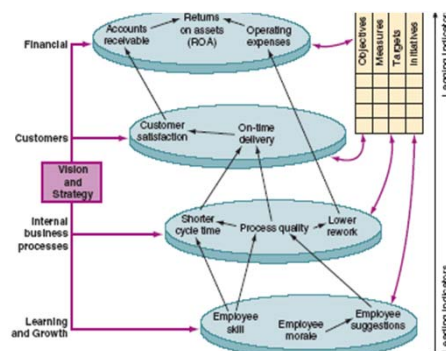 Financial
Accounts
receivable
Returns
on assets
(ROA)
Operating
expenses
Objectives
Measures
Targets
Initiatives
Customers
Customer
satisfaction
On-time
delivery
Vision
and
Strategy
Internal
business
processes
Shorter
cycle time
Process quality
Lower
rework
Learning
and Growth
Employee
skill
Employee
morale
Employee
suggestions